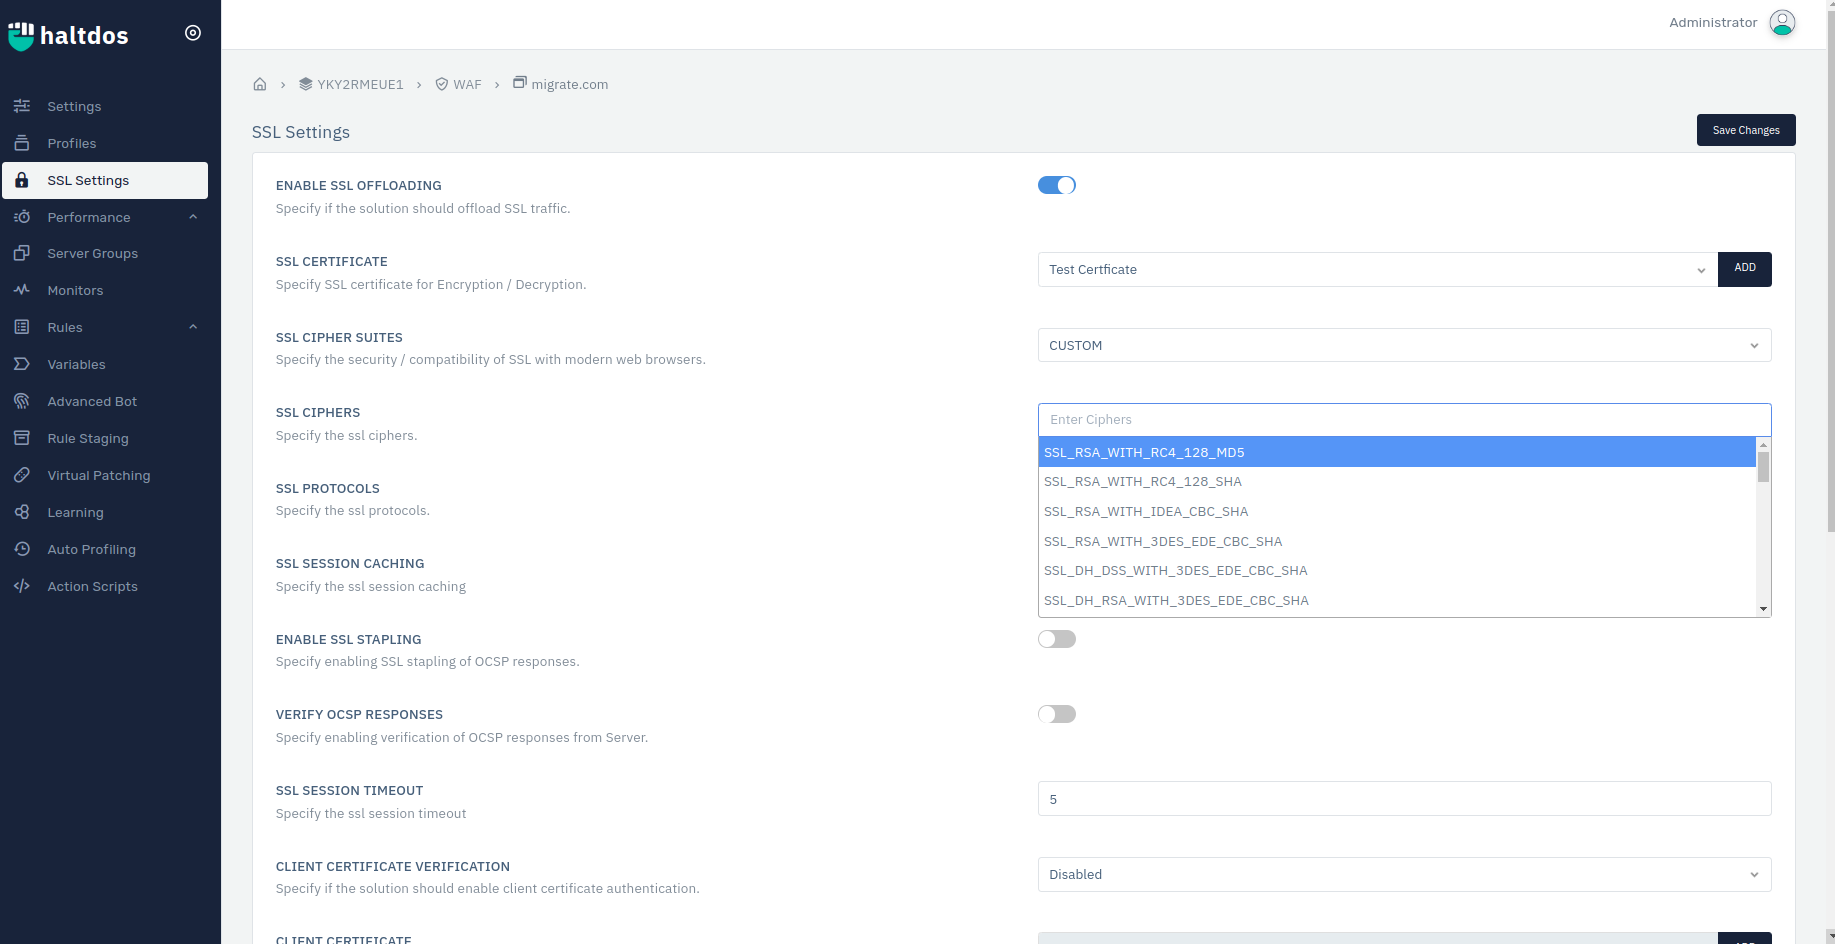 haltdos
Administrator
YKY2RMEUE1 WAF migrate.com
Settings
Profiles
SSL Settings
Performance
Server Groups
Monitors
Rules
Variables
Advanced Bot
Rule Staging
Virtual Patching
Learning
Auto Profiling
Action Scripts
SSL Settings
Save Changes
ENABLE SSL OFFLOADING
Specify if the solution should offload SSL traffic.
SSL CERTIFICATE
Specify SSL certificate for Encryption / Decryption.
Test Certficate
ADD
SSL CIPHER SUITES
Specify the security / compatibility of SSL with modern web browsers.
CUSTOM
SSL CIPHERS
Specify the ssl ciphers.
Enter Ciphers
SSL_RSA_WITH_RC4_128_MD5
SSL_RSA_WITH_RC4_128_SHA
SSL_RSA_WITH_IDEA_CBC_SHA
SSL_RSA_WITH_3DES_EDE_CBC_SHA
SSL_DH_DSS_WITH_3DES_EDE_CBC_SHA
SSL_DH_RSA_WITH_3DES_EDE_CBC_SHA
SSL PROTOCOLS
Specify the ssl protocols.
SSL SESSION CACHING
Specify the ssl session caching
ENABLE SSL STAPLING
Specify enabling SSL stapling of OCSP responses.
VERIFY OCSP RESPONSES
Specify enabling verification of OCSP responses from Server.
SSL SESSION TIMEOUT
Specify the ssl session timeout
5
CLIENT CERTIFICATE VERIFICATION
Specify if the solution should enable client certificate authentication.
Disabled
CLIENT CERTIFICATE